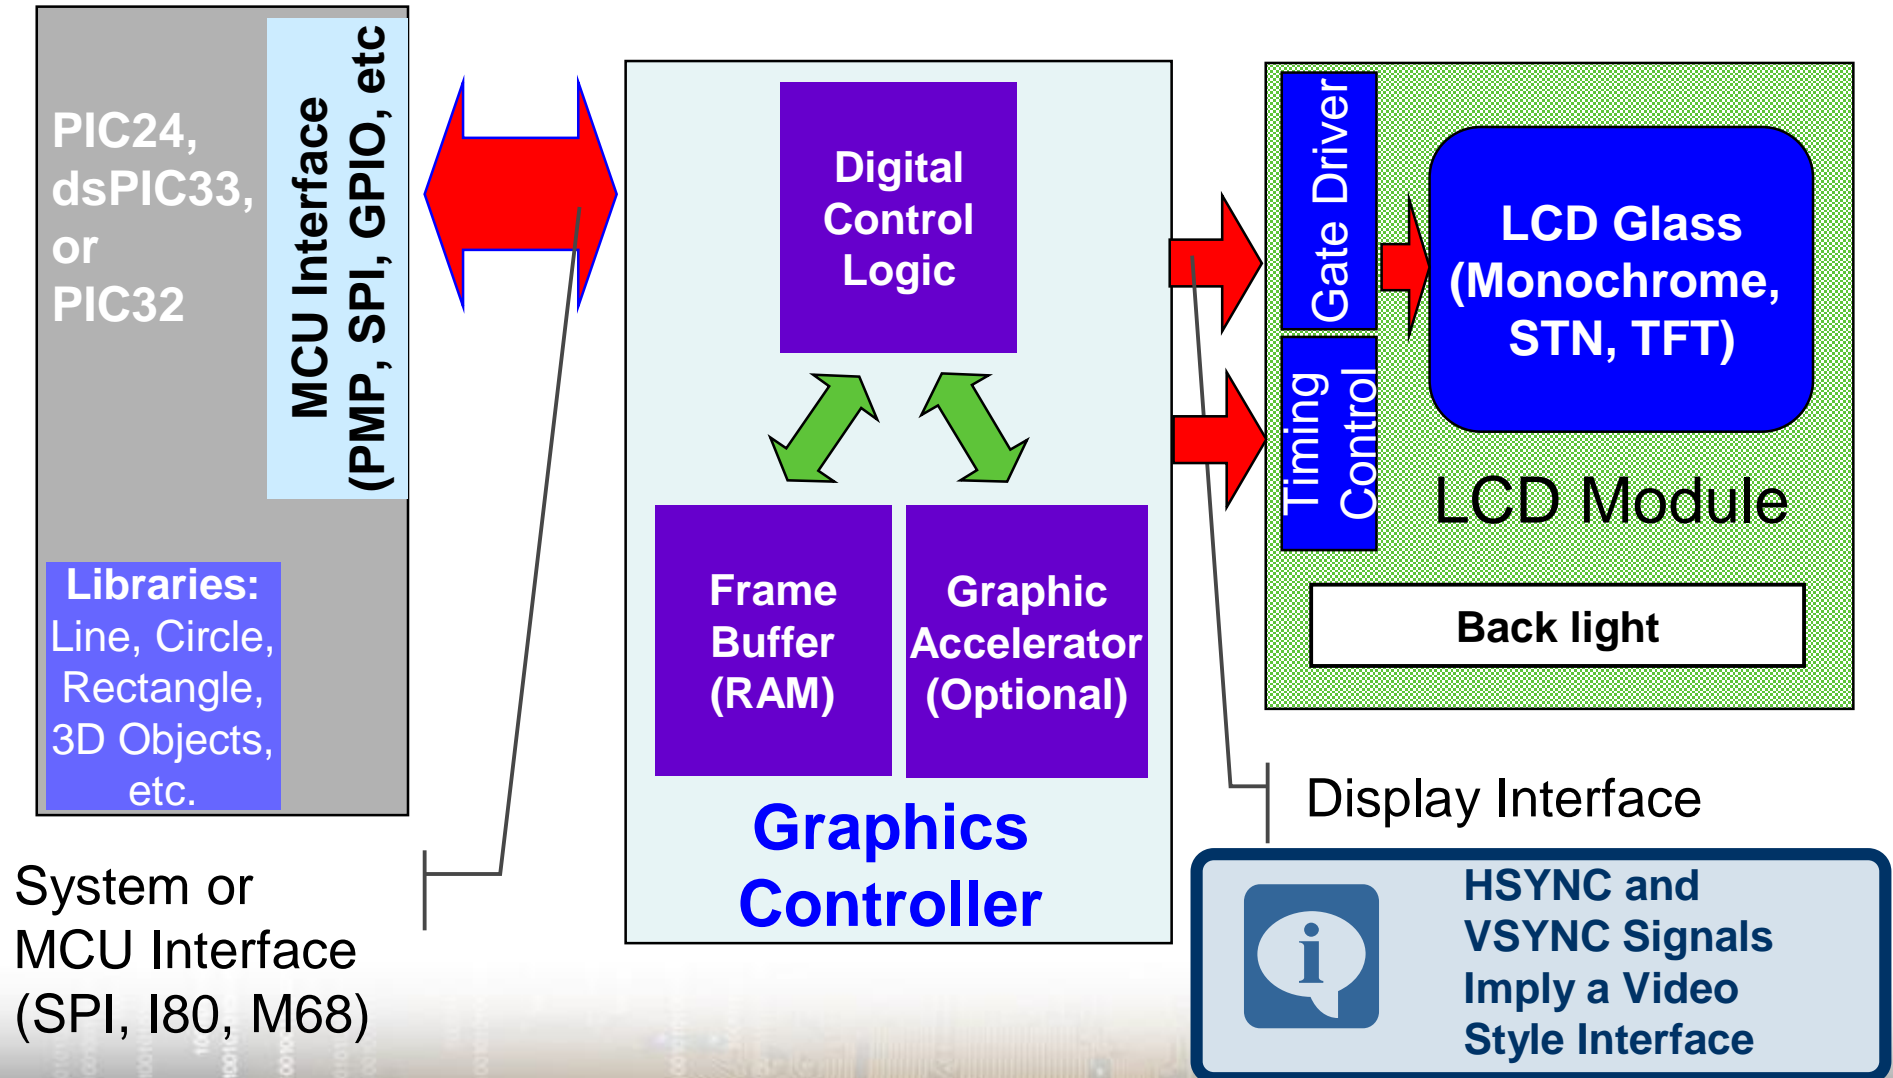 PIC24,
dsPIC33,
or
PIC32
MCU Interface
(PMP, SPI, GPIO, etc
Libraries:
Line, Circle,
Rectangle,
3D Objects,
etc.
System or
MCU Interface
(SPI, I80, M68)
Digital
Control
Logic
Frame
Buffer
(RAM)
Graphic
Accelerator
(Optional)
Graphics
Controller
Gate Driver
Timing
Control
LCD Glass
(Monochrome,
STN, TFT)
LCD Module
Back light
Display Interface
i
HSYNC and
VSYNC Signals
Imply a Video
Style Interface